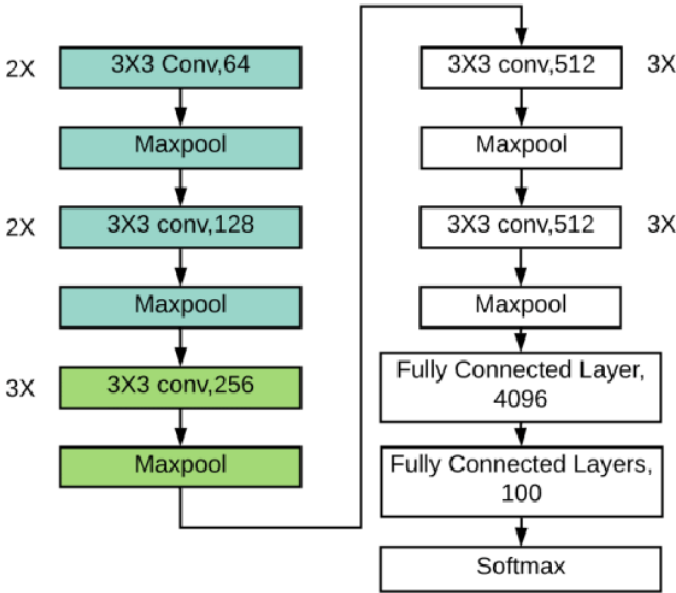 2X
3X3 Conv,64
Maxpool
2X
3X3 conv,128
Maxpool
3X
3X3 conv,256
Maxpool
3X3 conv,512
3X
Maxpool
3X3 conv,512
3X
Maxpool
Fully Connected Layer,
4096
Fully Connected Layers,
100
Softmax